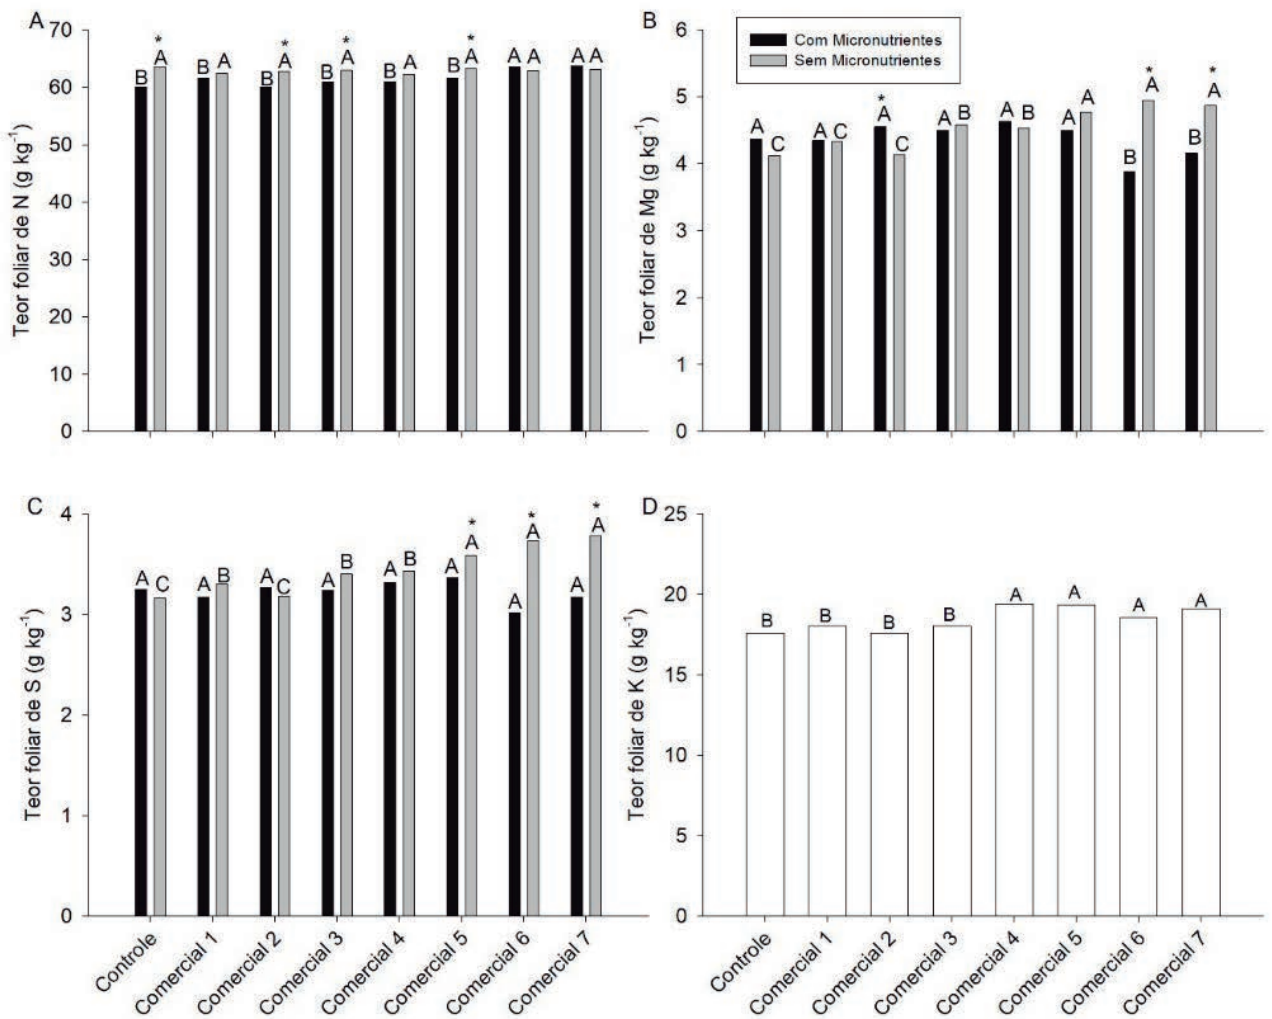 A
Teor foliar de N (g kg⁻¹)
70
60
50
40
30
20
10
0
* * * *
B A B A B A B A B A B A A A A A
B
Teor foliar de Mg (g kg⁻¹)
6
5
4
3
2
1
0
Com Micronutrientes
Sem Micronutrientes
* * *
A C A C A C A B A B A A B A B A
C
Teor foliar de S (g kg⁻¹)
4
3
2
1
0
* * *
A C A B A C A B A B A A A A A A
Controle
Comercial 1
Comercial 2
Comercial 3
Comercial 4
Comercial 5
Comercial 6
Comercial 7
D
Teor foliar de K (g kg⁻¹)
25
20
15
10
5
0
B B B B A A A A
Controle
Comercial 1
Comercial 2
Comercial 3
Comercial 4
Comercial 5
Comercial 6
Comercial 7